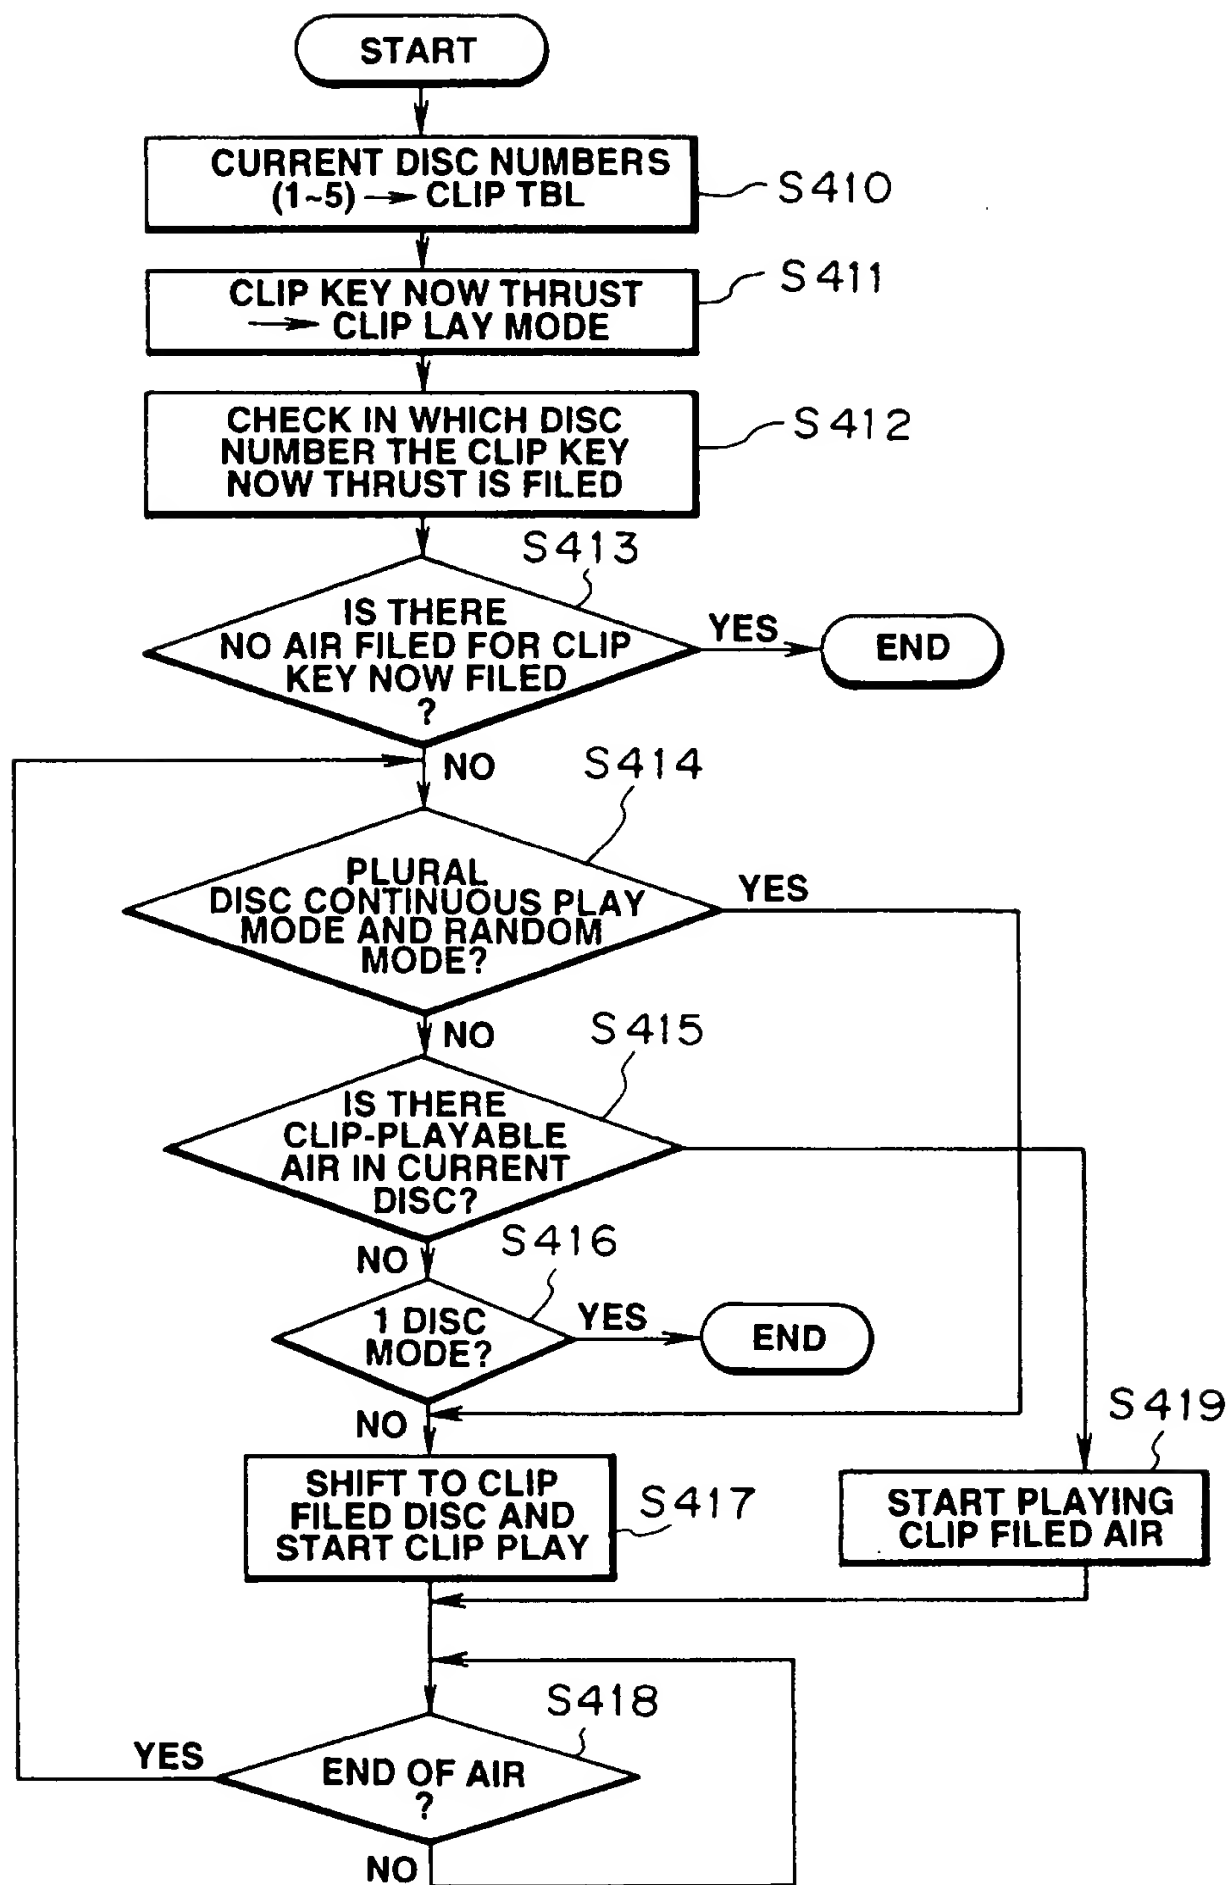 START
CURRENT DISC NUMBERS
(1~5) → CLIP TBL
S410
CLIP KEY NOW THRUST
→ CLIP LAY MODE
S411
CHECK IN WHICH DISC
NUMBER THE CLIP KEY
NOW THRUST IS FILED
S412
S413
IS THERE
NO AIR FILED FOR CLIP
KEY NOW FILED
?
YES
END
NO
S414
PLURAL
DISC CONTINUOUS PLAY
MODE AND RANDOM
MODE?
YES
NO
S415
IS THERE
CLIP-PLAYABLE
AIR IN CURRENT
DISC?
NO
S416
1 DISC
MODE?
YES
END
NO
SHIFT TO CLIP
FILED DISC AND
START CLIP PLAY
S417
S419
START PLAYING
CLIP FILED AIR
S418
END OF AIR
?
YES
NO